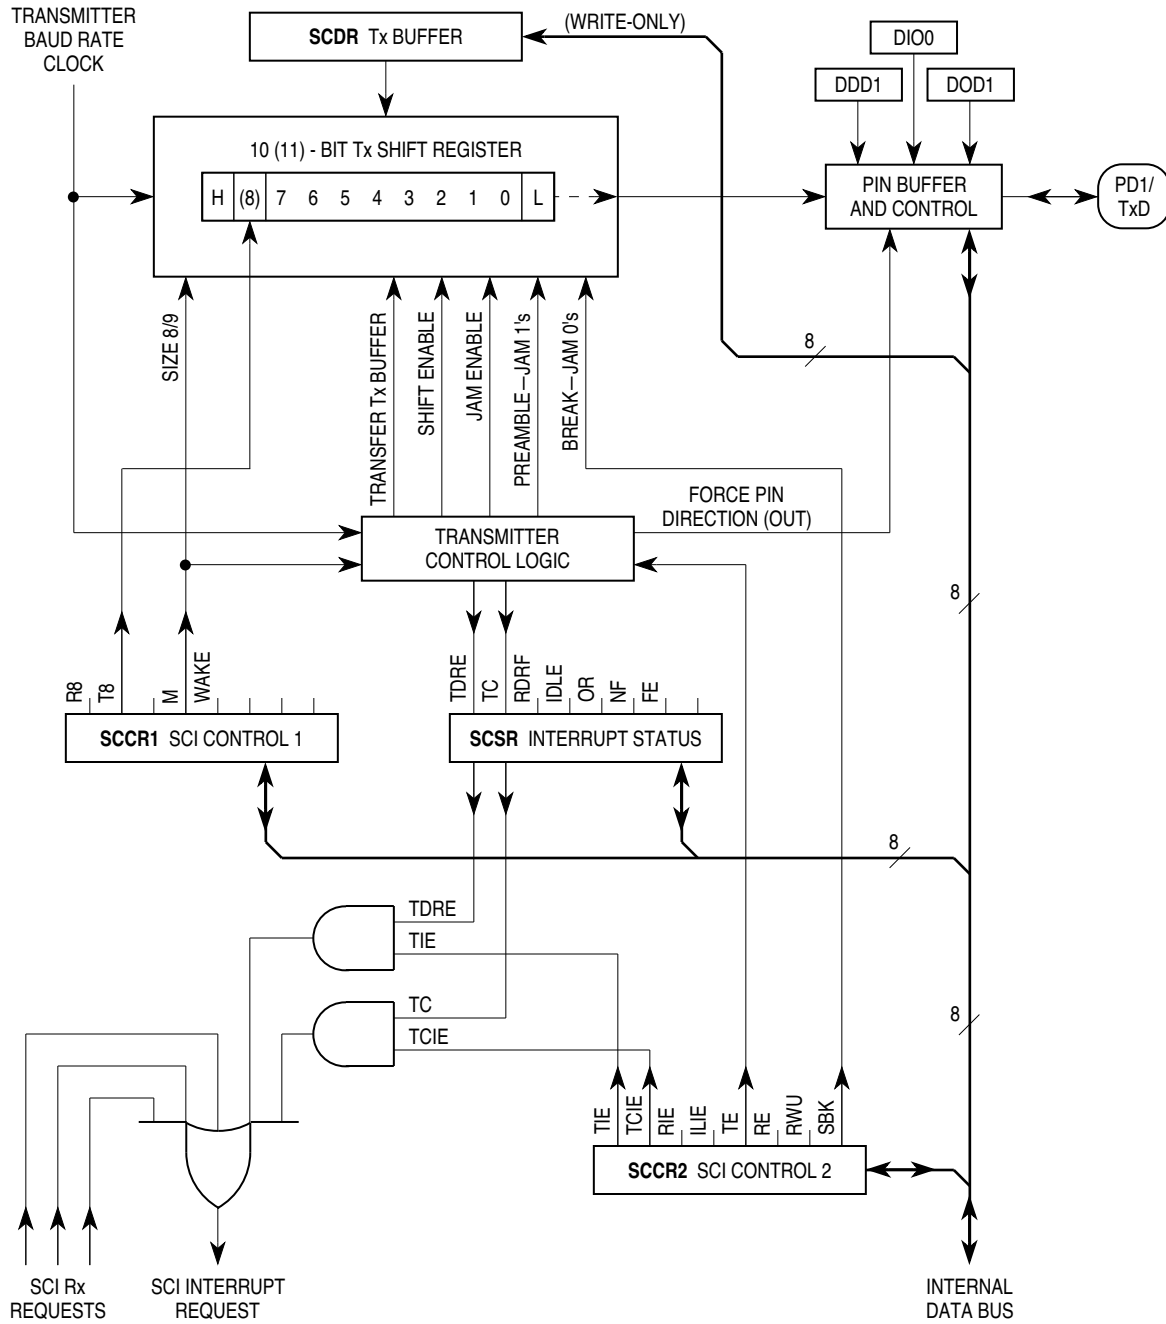 TRANSMITTER
BAUD RATE
CLOCK
SCDR Tx BUFFER
(WRITE-ONLY)
DIO0
DDD1
DOD1
10 (11) - BIT Tx SHIFT REGISTER
H (8) 7 6 5 4 3 2 1 0 L
PIN BUFFER
AND CONTROL
PD1/
TxD
SIZE 8/9
TRANSFER Tx BUFFER
SHIFT ENABLE
JAM ENABLE
PREAMBLE—JAM 1's
BREAK—JAM 0's
8
FORCE PIN
DIRECTION (OUT)
TRANSMITTER
CONTROL LOGIC
8
R8
T8
M
WAKE
TDRE
TC
RDRF
IDLE
OR
NF
FE
SCCR1 SCI CONTROL 1
SCSR INTERRUPT STATUS
8
TDRE
TIE
TC
TCIE
8
TIE
TCIE
RIE
ILIE
TE
RE
RWU
SBK
SCCR2 SCI CONTROL 2
SCI Rx
REQUESTS
SCI INTERRUPT
REQUEST
INTERNAL
DATA BUS